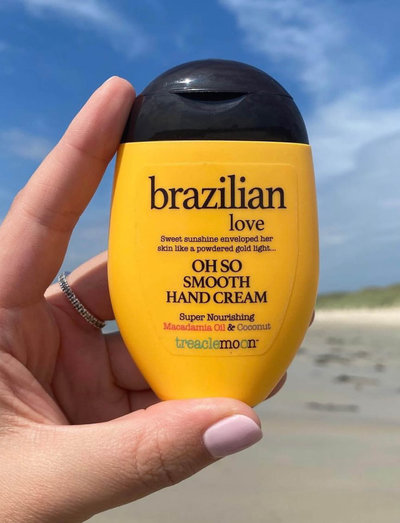 brazilian
love
Sweet sunshine enveloped her
skin like a powdered gold light...
OH SO
SMOOTH
HAND CREAM
Super Nourishing
Macadamia Oil & Coconut
treaclemoon™